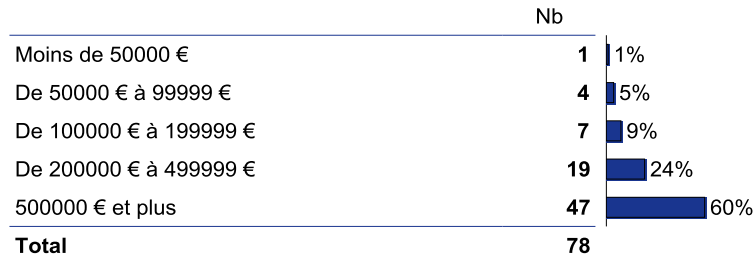 Nb
Moins de 50000 € 1 1%
De 50000 € à 99999 € 4 5%
De 100000 € à 199999 € 7 9%
De 200000 € à 499999 € 19 24%
500000 € et plus 47 60%
Total 78